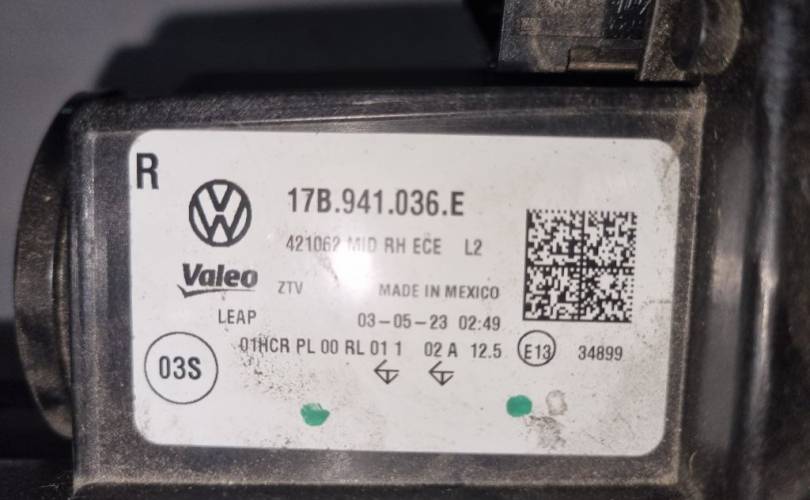 R
17B.941.036.E
421062 MID RH ECE L2
Valeo
ZTV MADE IN MEXICO
LEAP 03-05-23 02:49
01HCR PL 00 RL 01 1 02 A 12.5 E13 34899
03S